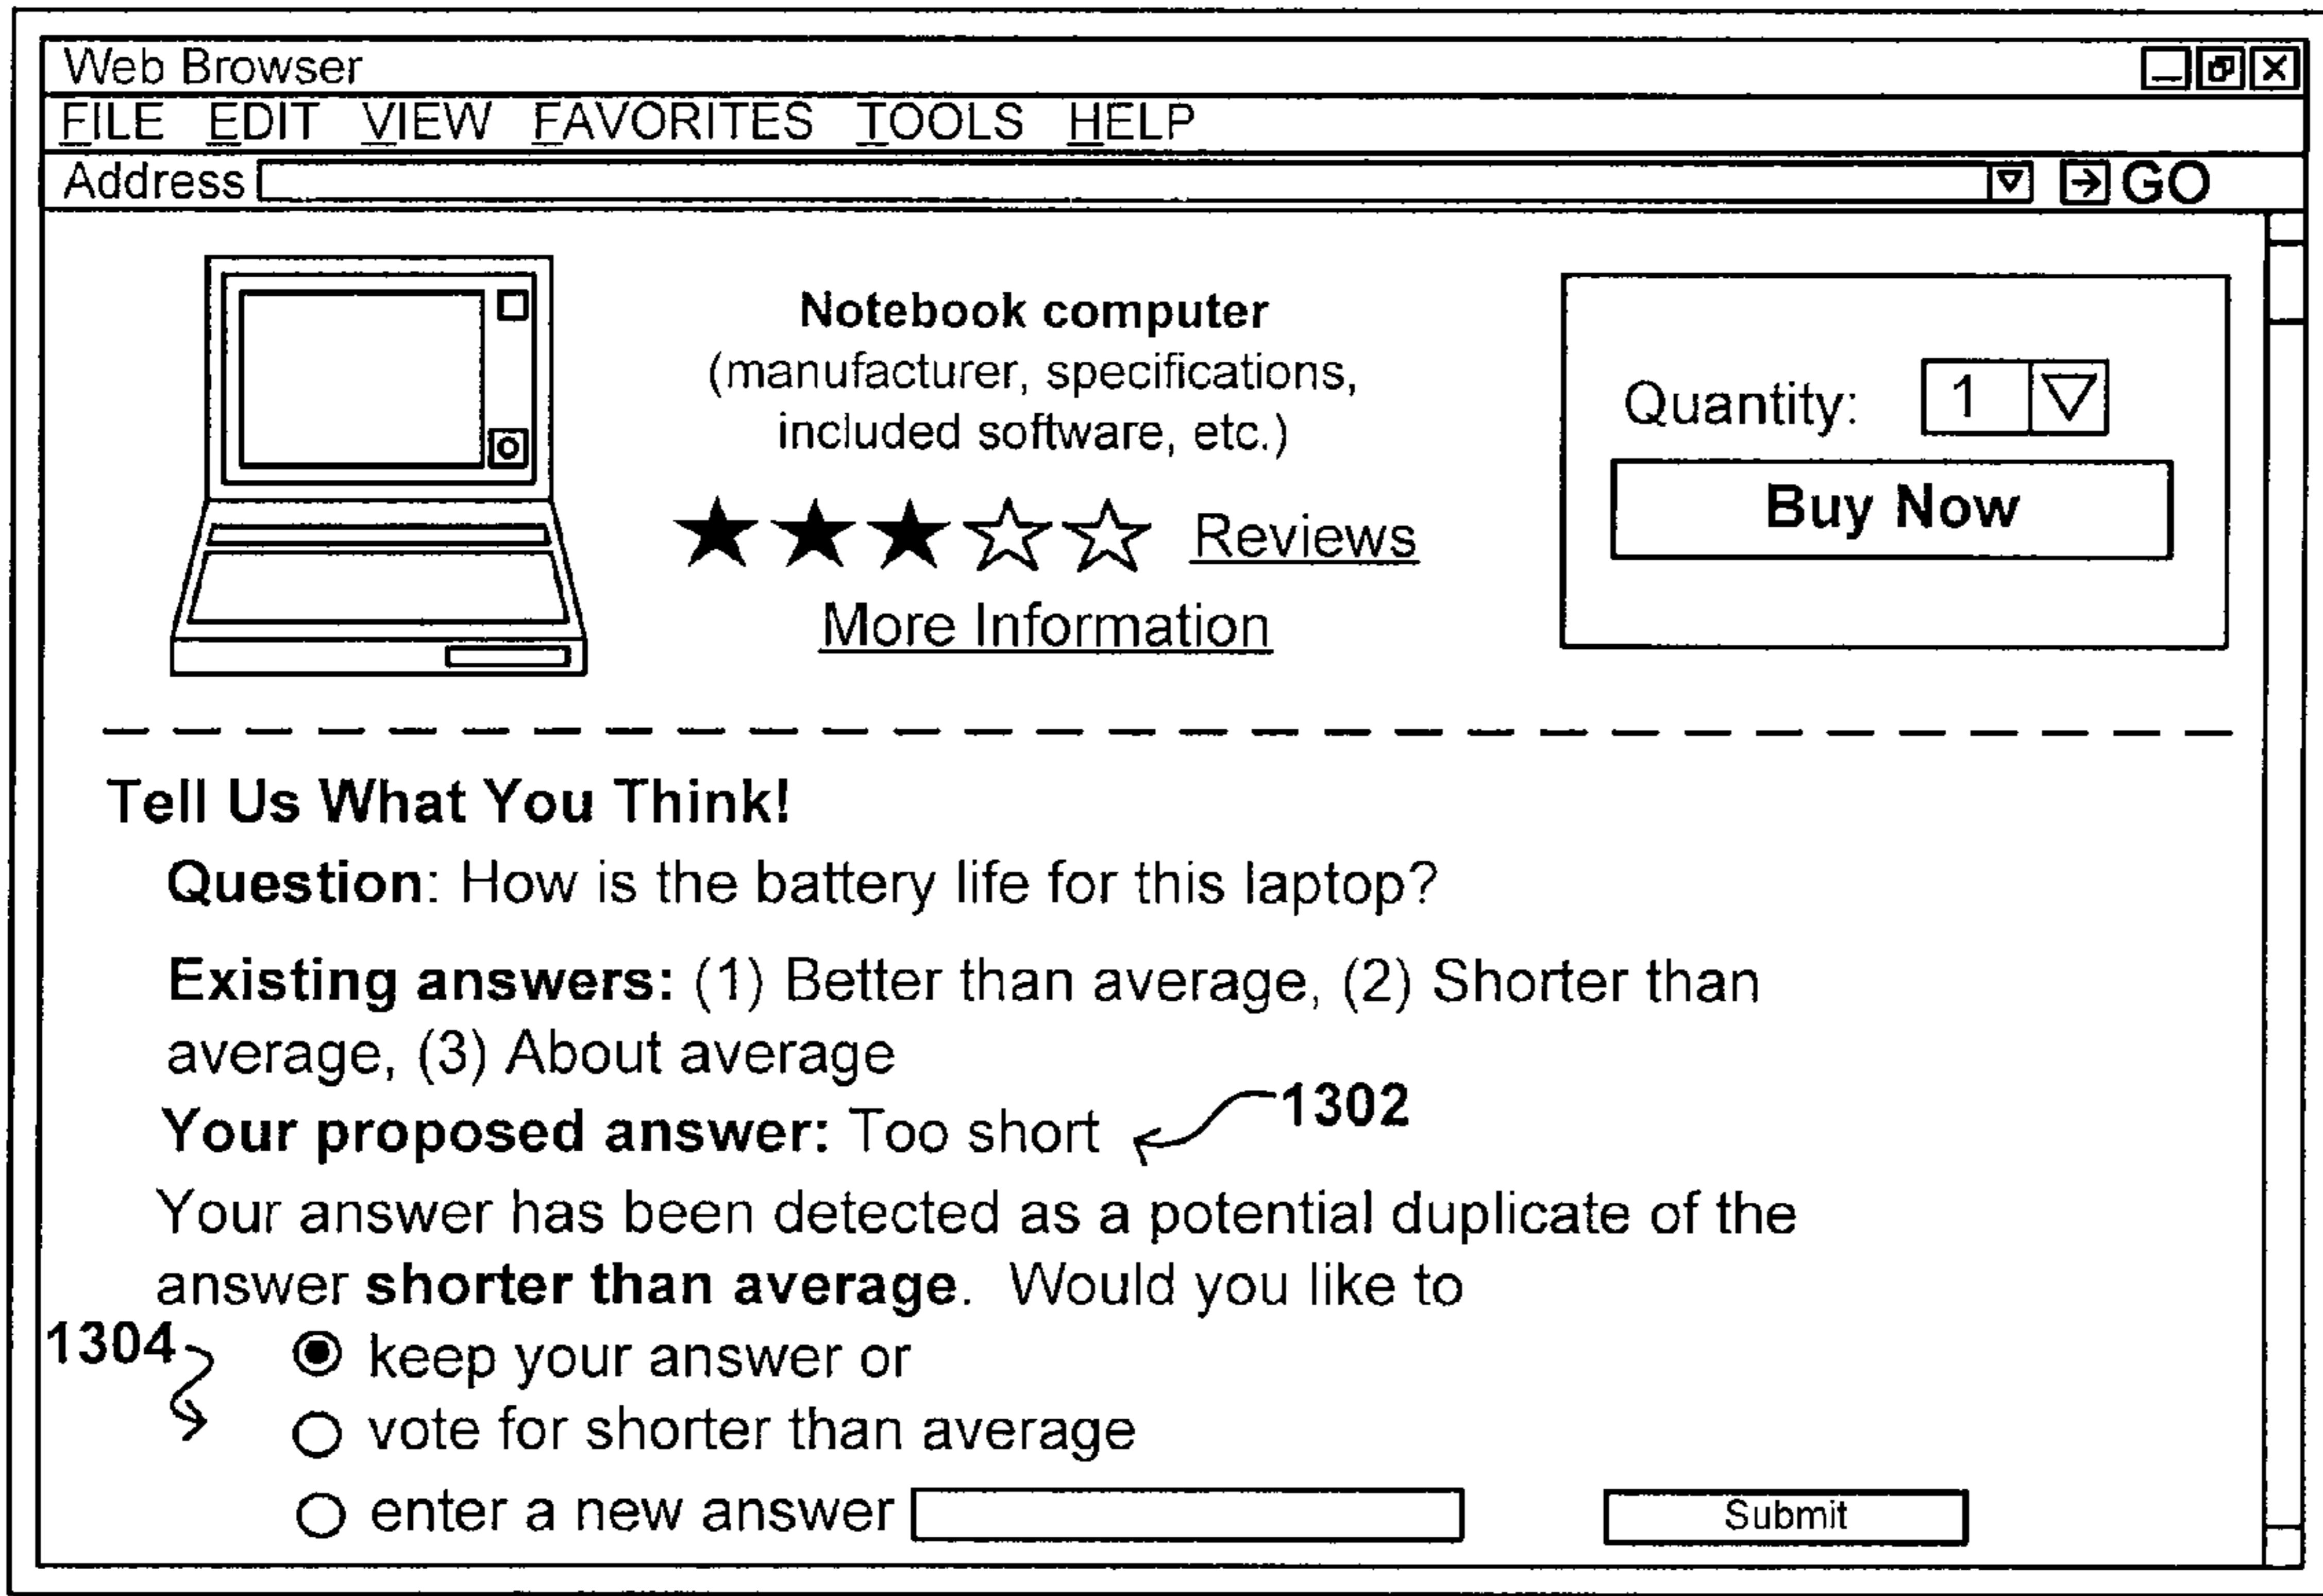 Web Browser
FILE EDIT VIEW FAVORITES TOOLS HELP
Address GO
Notebook computer
(manufacturer, specifications,
included software, etc.)
Reviews
More Information
Quantity: 1
Buy Now
Tell Us What You Think!
Question: How is the battery life for this laptop?
Existing answers: (1) Better than average, (2) Shorter than
average, (3) About average
Your proposed answer: Too short 1302
Your answer has been detected as a potential duplicate of the
answer shorter than average. Would you like to
1304 keep your answer or
vote for shorter than average
enter a new answer Submit